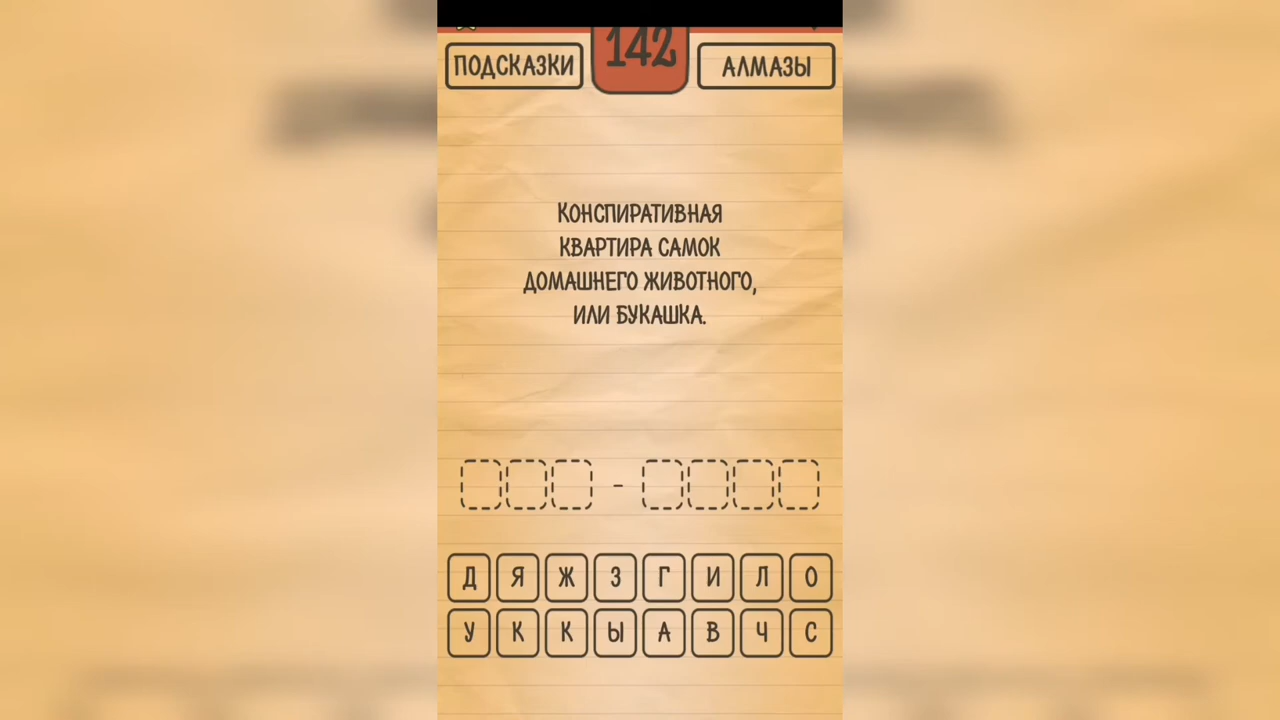 142
ПОДСКАЗКИ
АЛМАЗЫ
КОНСПИРАТИВНАЯ
КВАРТИРА САМОК
ДОМАШНЕГО ЖИВОТНОГО,
ИЛИ БУКАШКА.
-
Д Я Ж З Г И Л О
У К К Ы А В Ч С